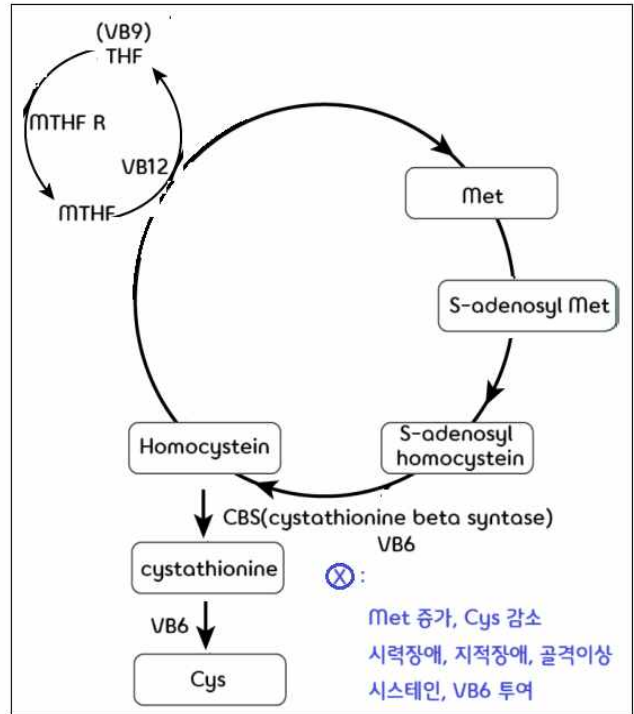 (VB9)
THF
MTHF R
VB12
MTHF
Met
S-adenosyl Met
Homocystein
S-adenosyl
homocystein
CBS(cystathionine beta syntase)
VB6
cystathionine
X :
Met 증가, Cys 감소
VB6
시력장애, 지적장애, 골격이상
Cys
시스테인, VB6 투여